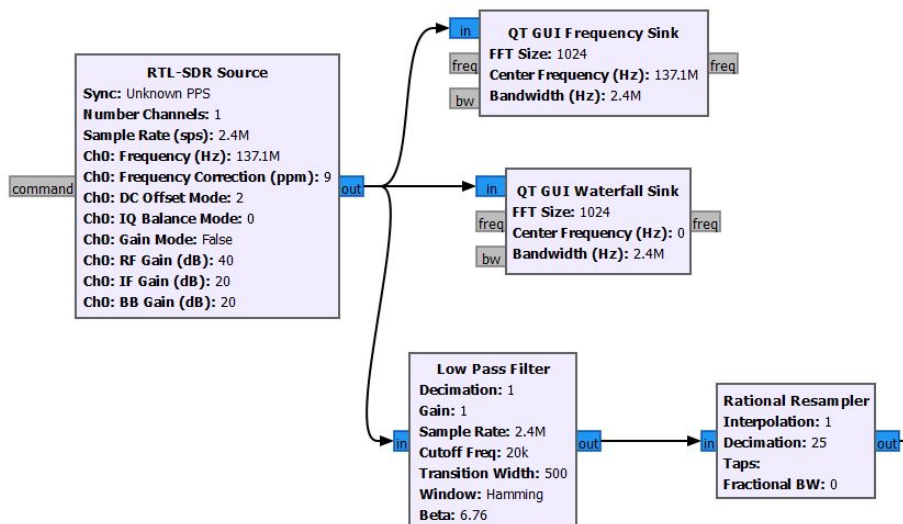 RTL-SDR Source
Sync: Unknown PPS
Number Channels: 1
Sample Rate (sps): 2.4M
Ch0: Frequency (Hz): 137.1M
Ch0: Frequency Correction (ppm): 9
Ch0: DC Offset Mode: 2
Ch0: IQ Balance Mode: 0
Ch0: Gain Mode: False
Ch0: RF Gain (dB): 40
Ch0: IF Gain (dB): 20
Ch0: BB Gain (dB): 20
command
out
in
freq
bw
QT GUI Frequency Sink
FFT Size: 1024
Center Frequency (Hz): 137.1M
Bandwidth (Hz): 2.4M
freq
in
freq
bw
QT GUI Waterfall Sink
FFT Size: 1024
Center Frequency (Hz): 0
Bandwidth (Hz): 2.4M
freq
in
Low Pass Filter
Decimation: 1
Gain: 1
Sample Rate: 2.4M
Cutoff Freq: 20k
Transition Width: 500
Window: Hamming
Beta: 6.76
out
in
Rational Resampler
Interpolation: 1
Decimation: 25
Taps:
Fractional BW: 0
out